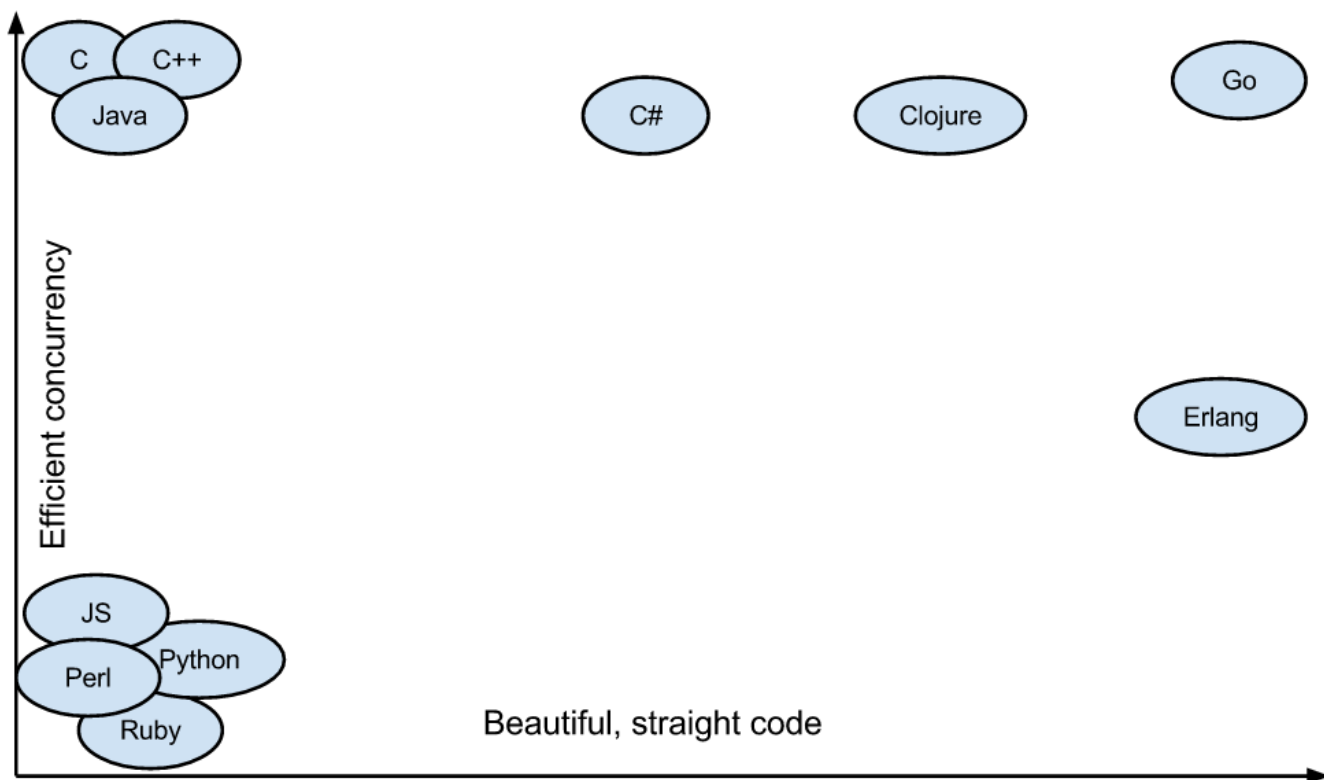 C
C++
Java
C#
Clojure
Go
Efficient concurrency
Erlang
JS
Python
Perl
Ruby
Beautiful, straight code